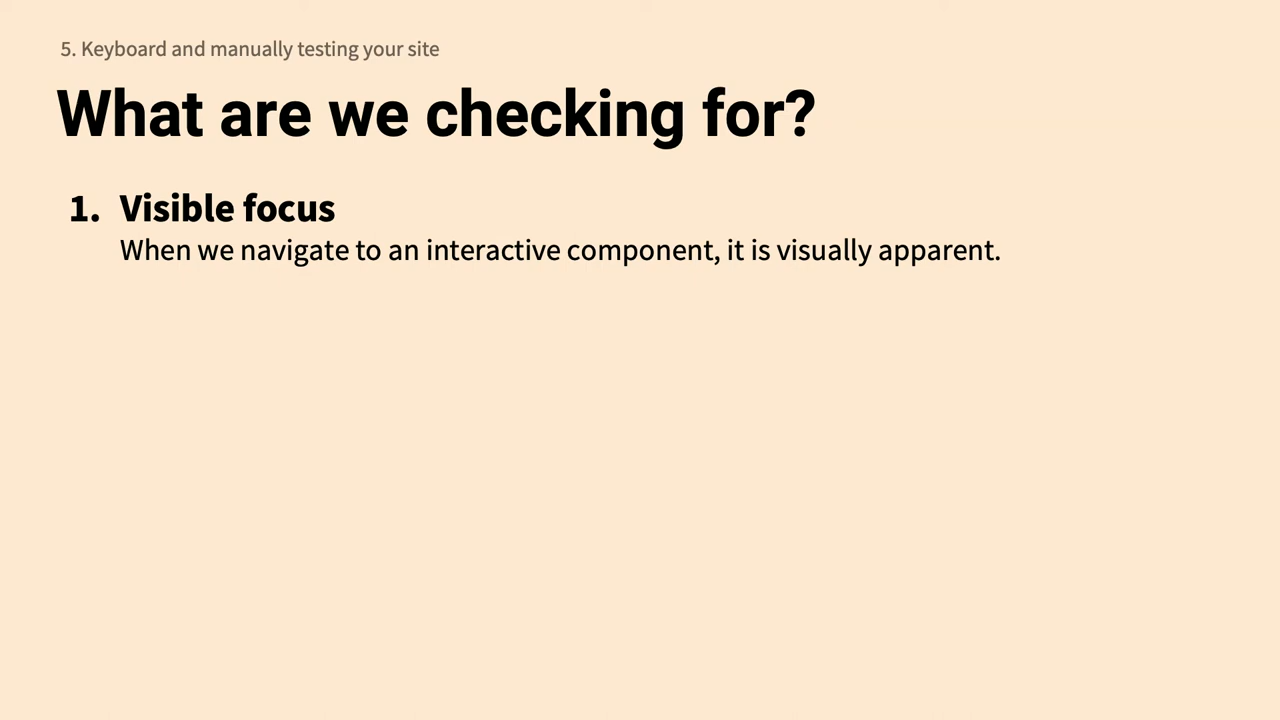 5. Keyboard and manually testing your site
What are we checking for?
1. Visible focus
When we navigate to an interactive component, it is visually apparent.